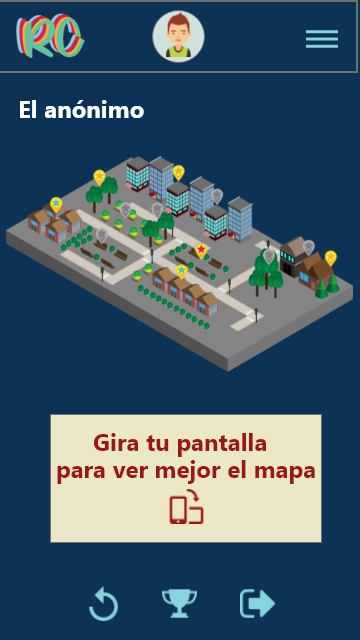 RC
El anónimo
Gira tu pantalla
para ver mejor el mapa